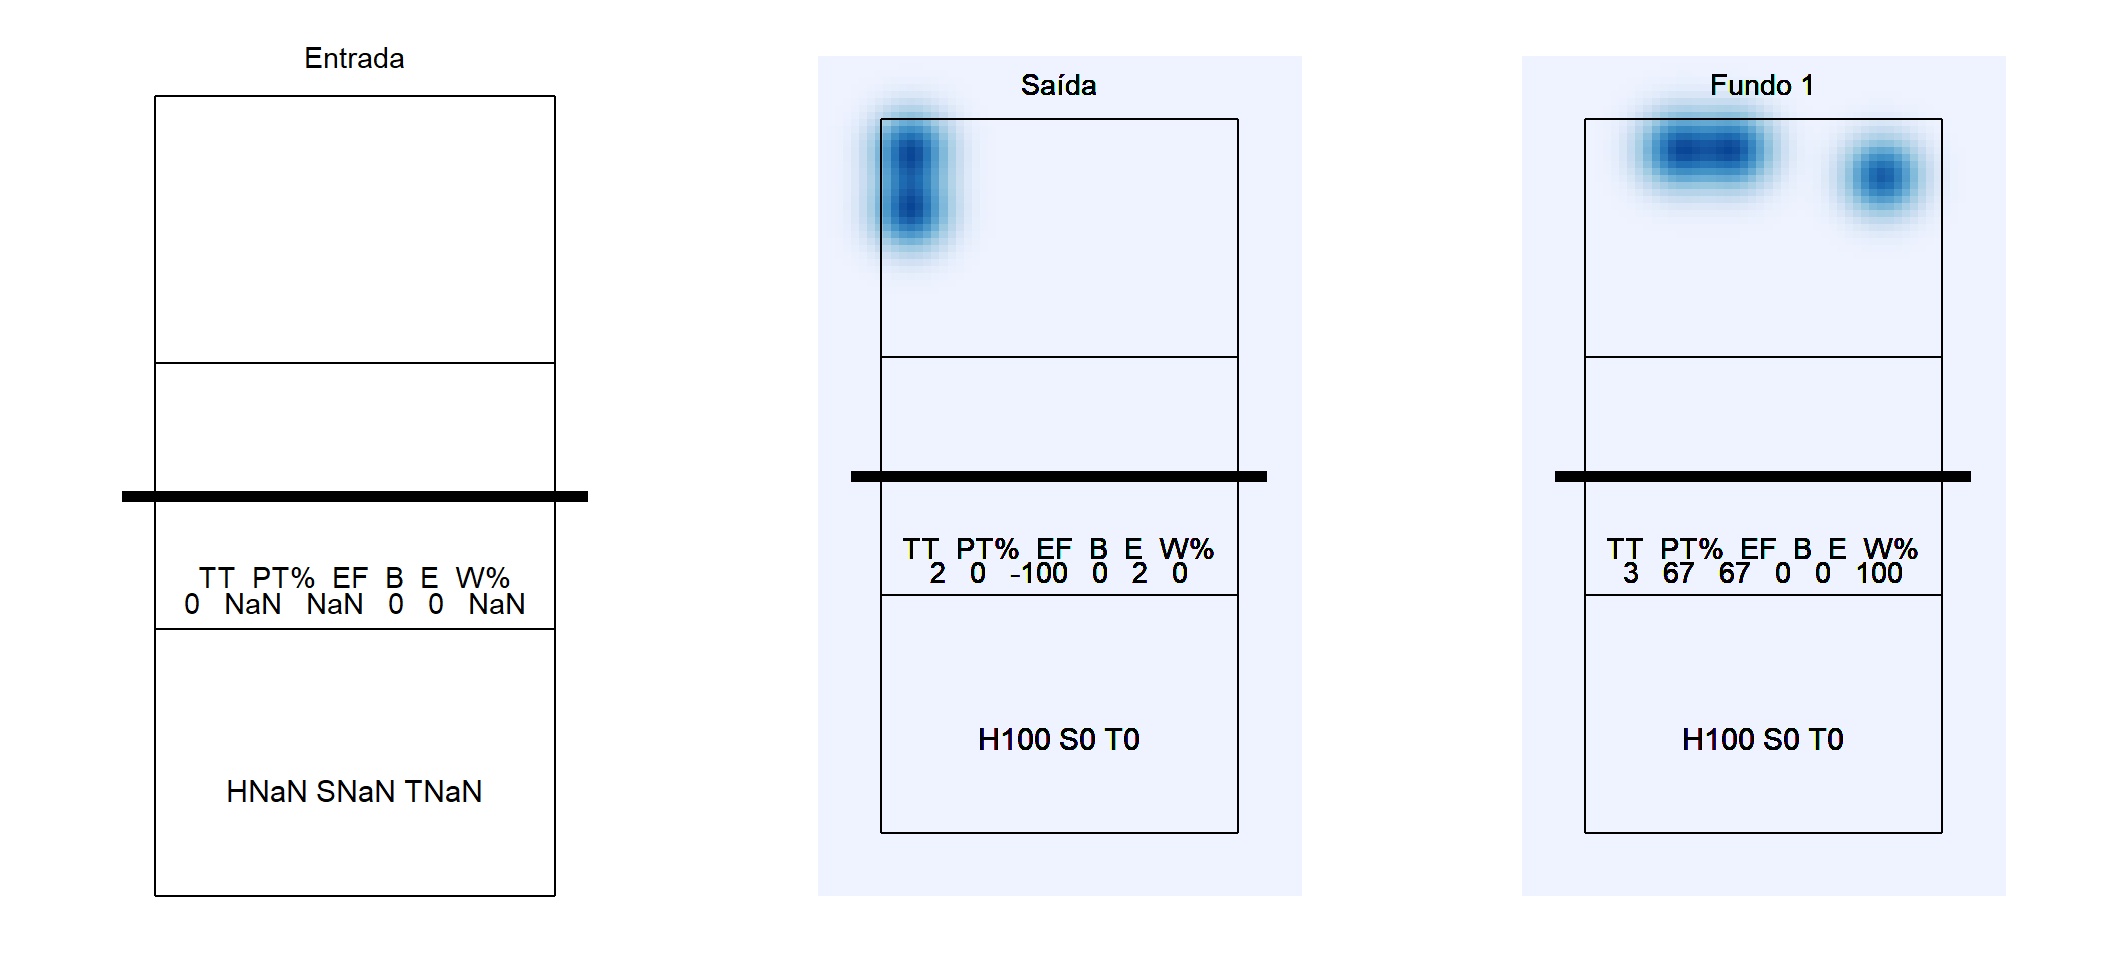 Entrada
TT PT% EF B E W%
0 NaN NaN 0 0 NaN
HNaN SNaN TNaN
Saída
TT PT% EF B E W%
2 0 -100 0 2 0
H100 S0 T0
Fundo 1
TT PT% EF B E W%
3 67 67 0 0 100
H100 S0 T0